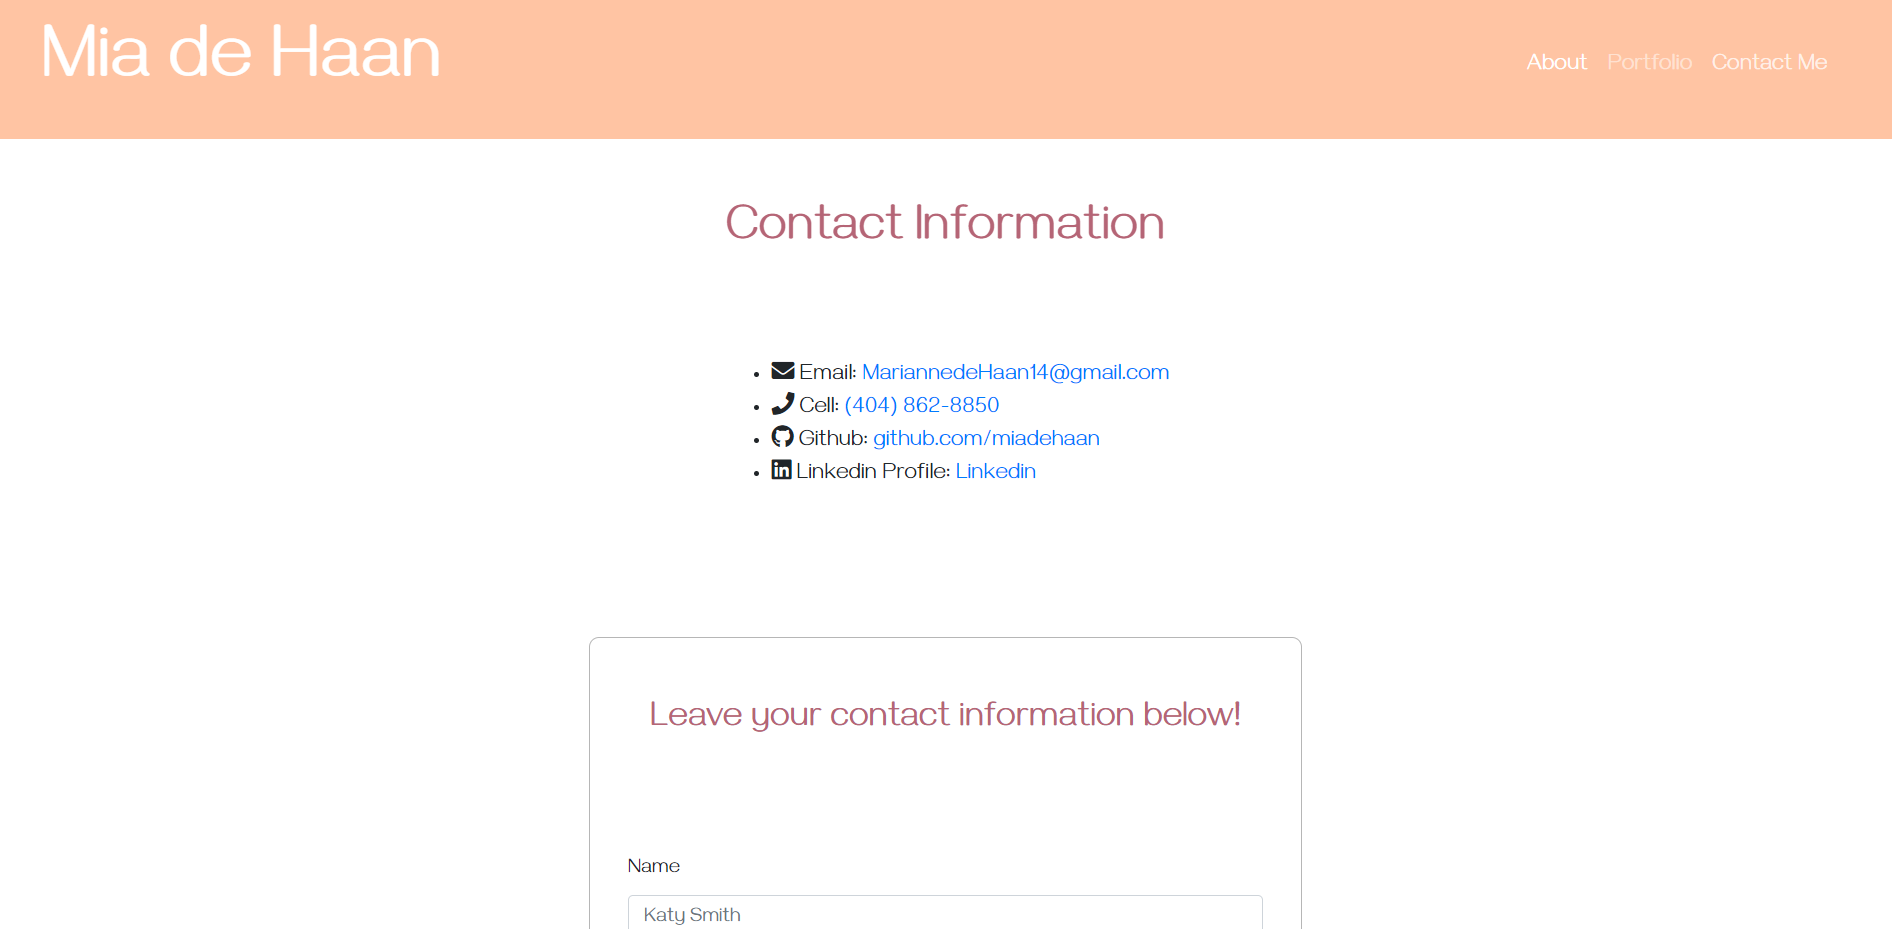 Mia de Haan
About Portfolio Contact Me
Contact Information
Email: MariannedeHaan14@gmail.com
Cell: (404) 862-8850
Github: github.com/miadehaan
Linkedin Profile: Linkedin
Leave your contact information below!
Name
Katy Smith